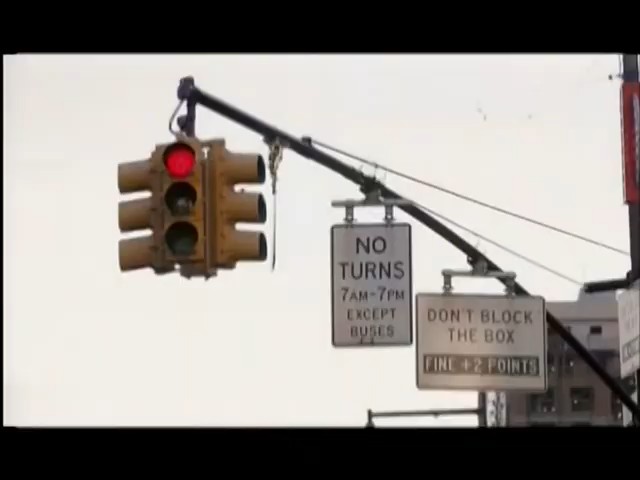 NO
TURNS
7AM-7PM
EXCEPT
BUSES
DON'T BLOCK
THE BOX
FINE +2 POINTS